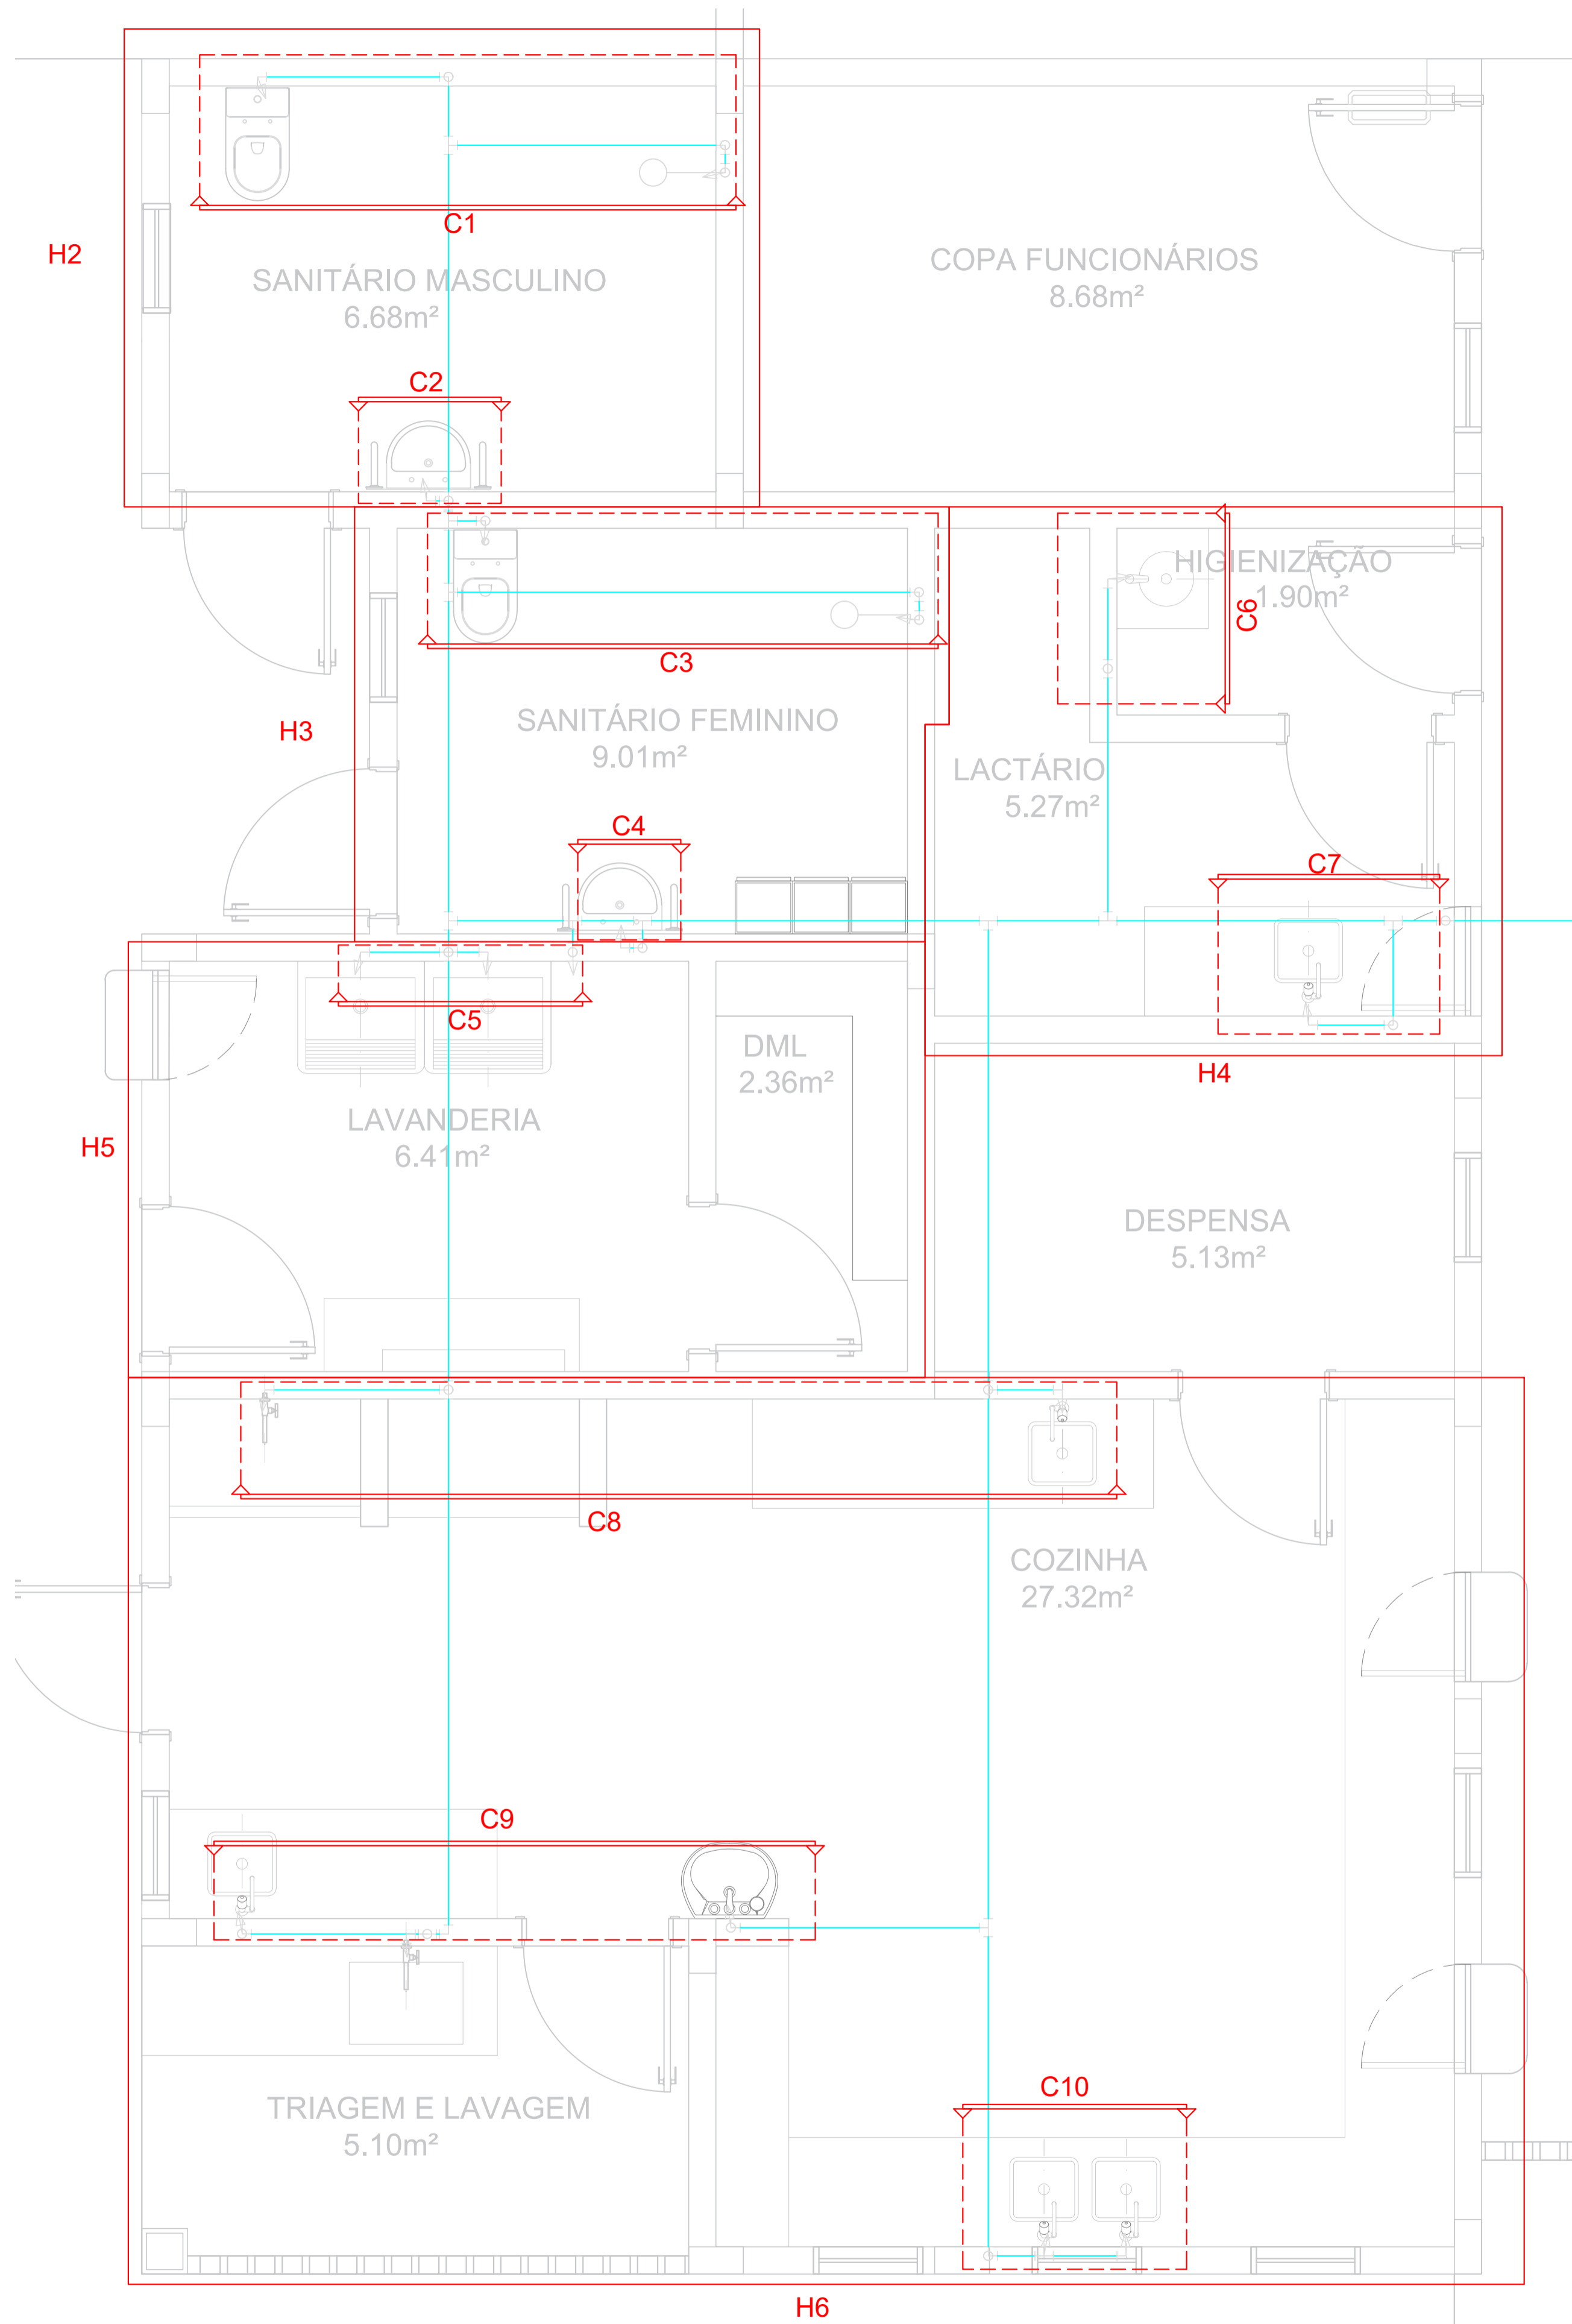 C1
H2
SANITÁRIO MASCULINO
6.68m²
COPA FUNCIONÁRIOS
8.68m²
C2
HIGIENIZAÇÃO
1.90m²
C6
C3
H3
SANITÁRIO FEMININO
9.01m²
LACTÁRIO
5.27m²
C4
C7
C5
DML
2.36m²
H4
LAVANDERIA
6.41m²
H5
DESPENSA
5.13m²
C8
COZINHA
27.32m²
C9
C10
TRIAGEM E LAVAGEM
5.10m²
H6